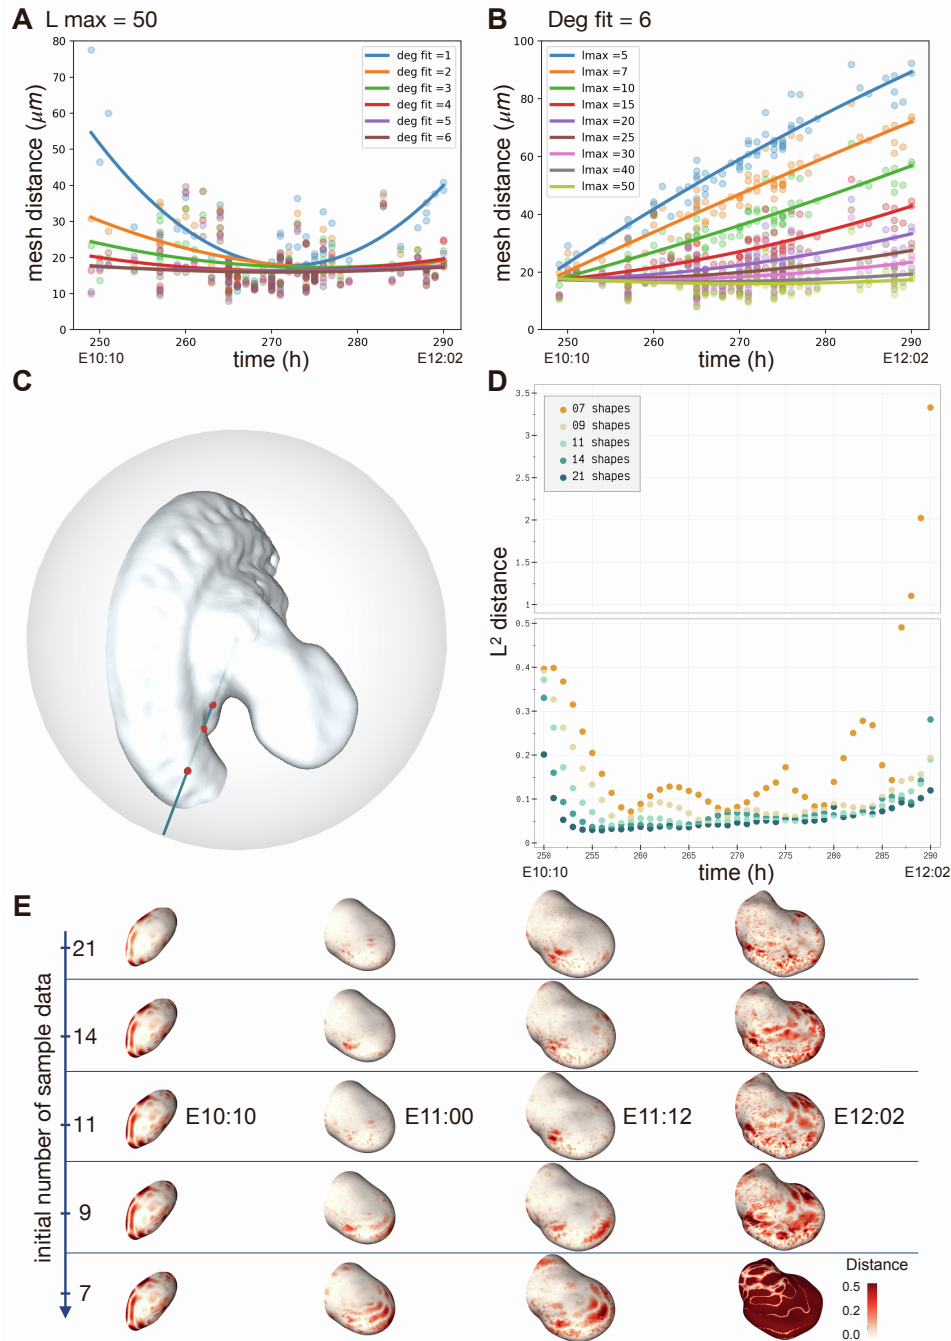 A L max = 50
80
70
60
50
40
30
20
10
0
mesh distance (μm)
deg fit =1
deg fit =2
deg fit =3
deg fit =4
deg fit =5
deg fit =6
250 260 270 280 290
E10:10 time (h) E12:02
B Deg fit = 6
100
80
60
40
20
0
mesh distance (μm)
lmax =5
lmax =7
lmax =10
lmax =15
lmax =20
lmax =25
lmax =30
lmax =40
lmax =50
250 260 270 280 290
E10:10 time (h) E12:02
C
D
3.5
3
2
1.5
1
0.5
0.4
0.3
0.2
0.1
0
L² distance
07 shapes
09 shapes
11 shapes
14 shapes
21 shapes
250 255 260 265 270 275 280 285 290
E10:10 time (h) E12:02
E
initial number of sample data
21
14
11 E10:10 E11:00 E11:12 E12:02
9
7
Distance
0.5
0.2
0.0